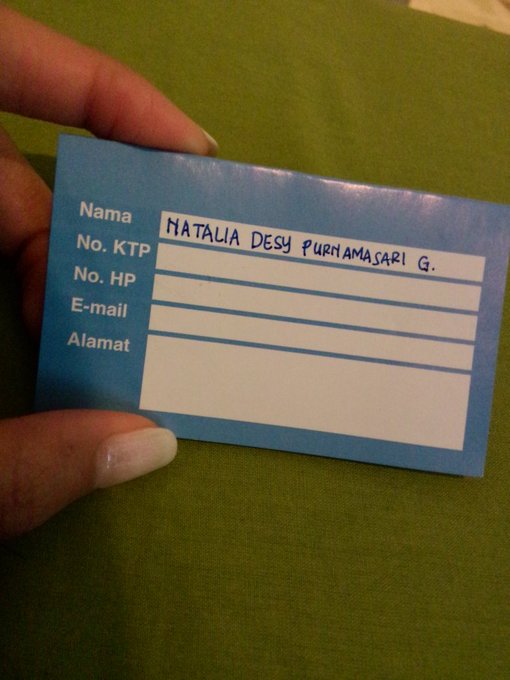 Nama NATALIA DESY PURNAMASARI G.
No. KTP
No. HP
E-mail
Alamat